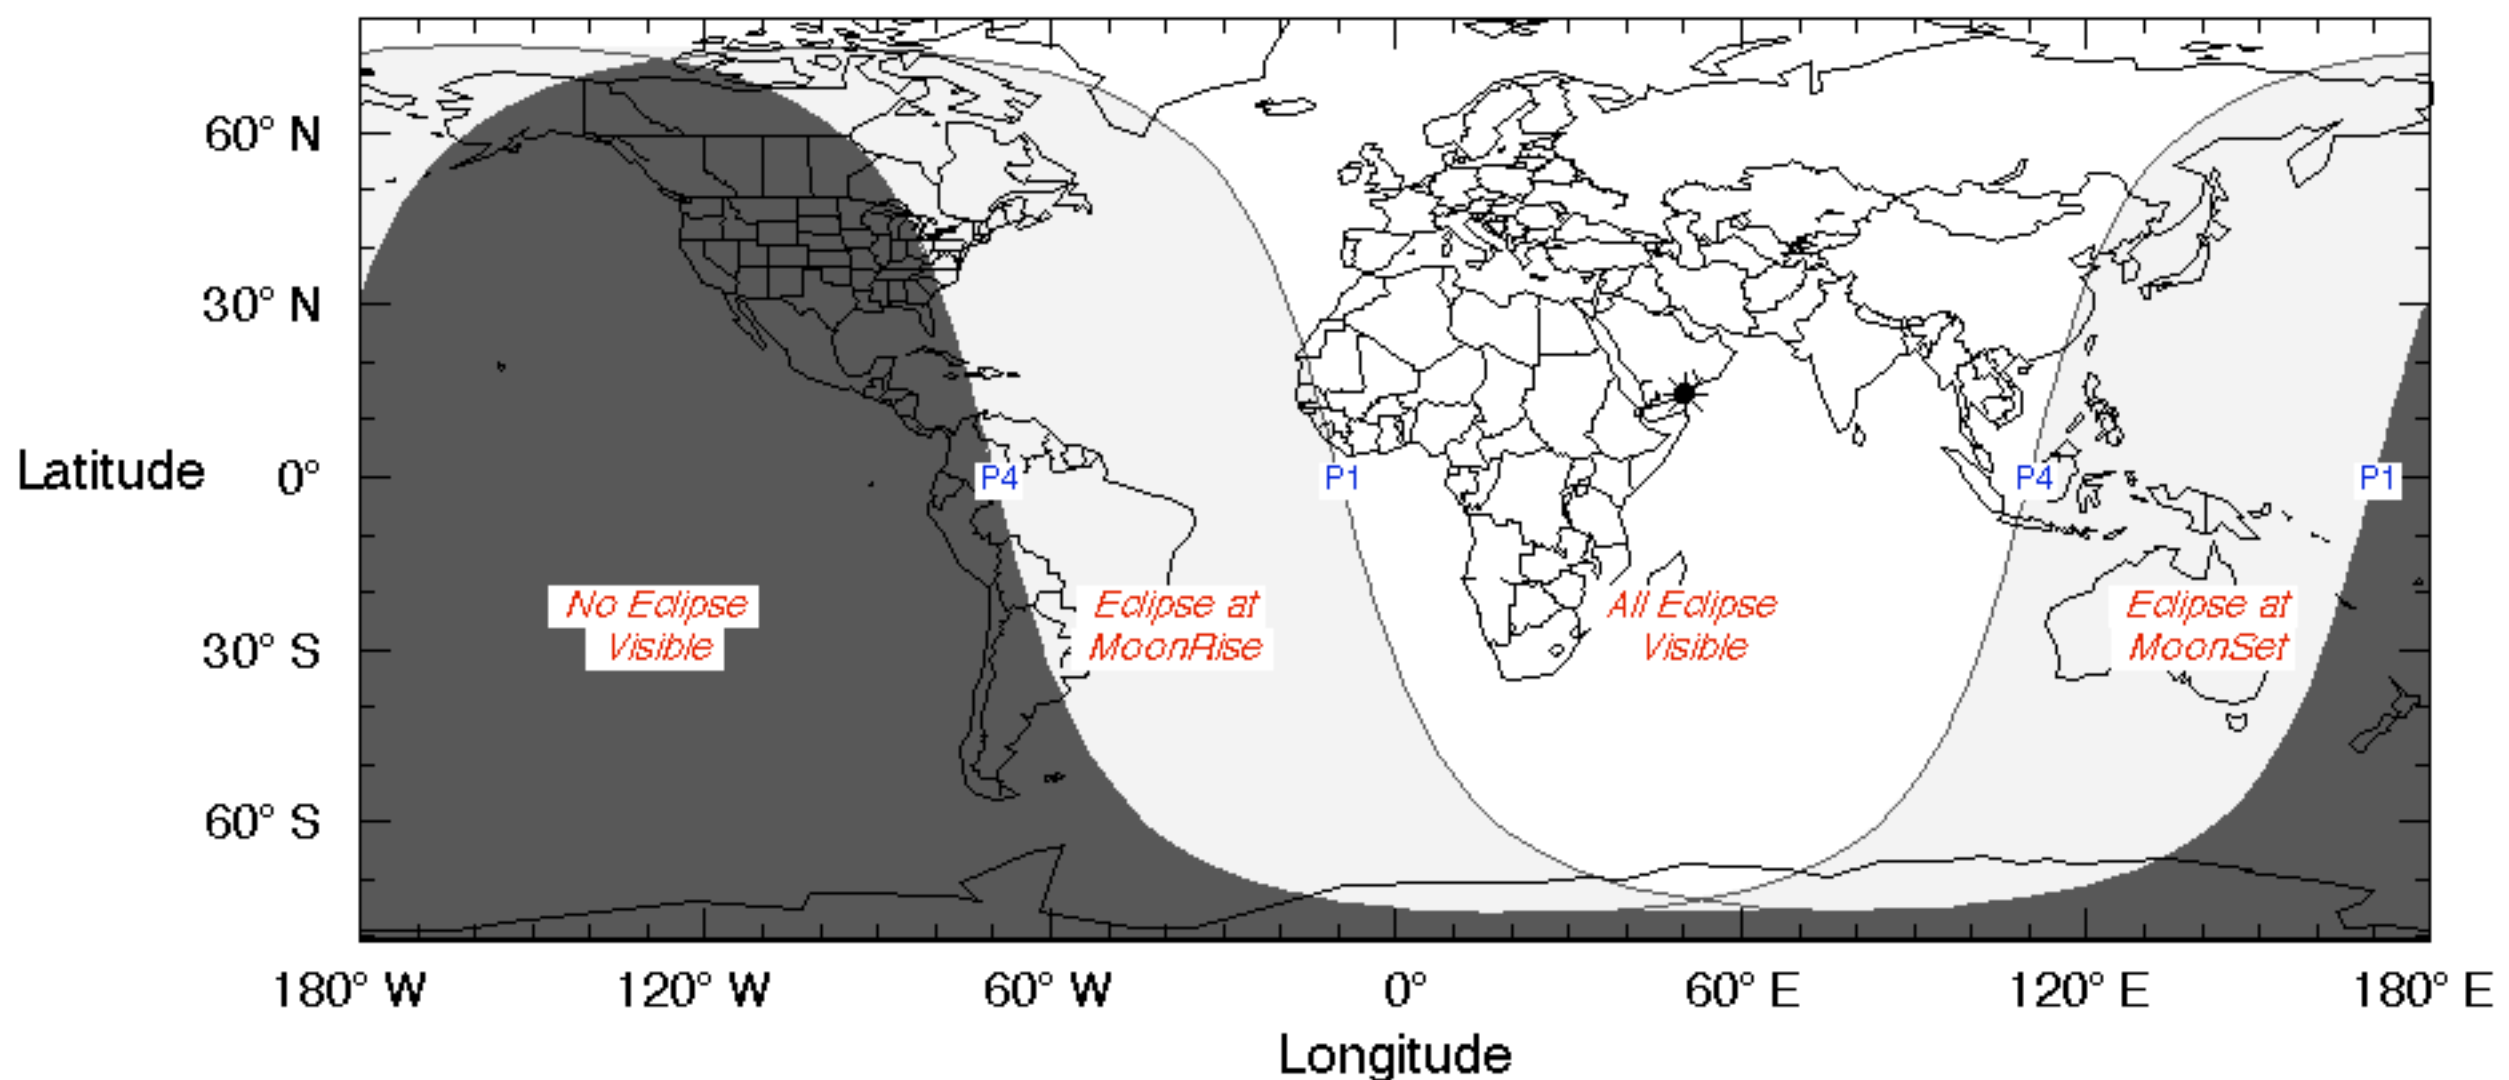 60° N
30° N
Latitude 0°
30° S
60° S
P4 P1 P4 P1
No Eclipse
Visible
Eclipse at
MoonRise
All Eclipse
Visible
Eclipse at
MoonSet
180° W 120° W 60° W 0° 60° E 120° E 180° E
Longitude